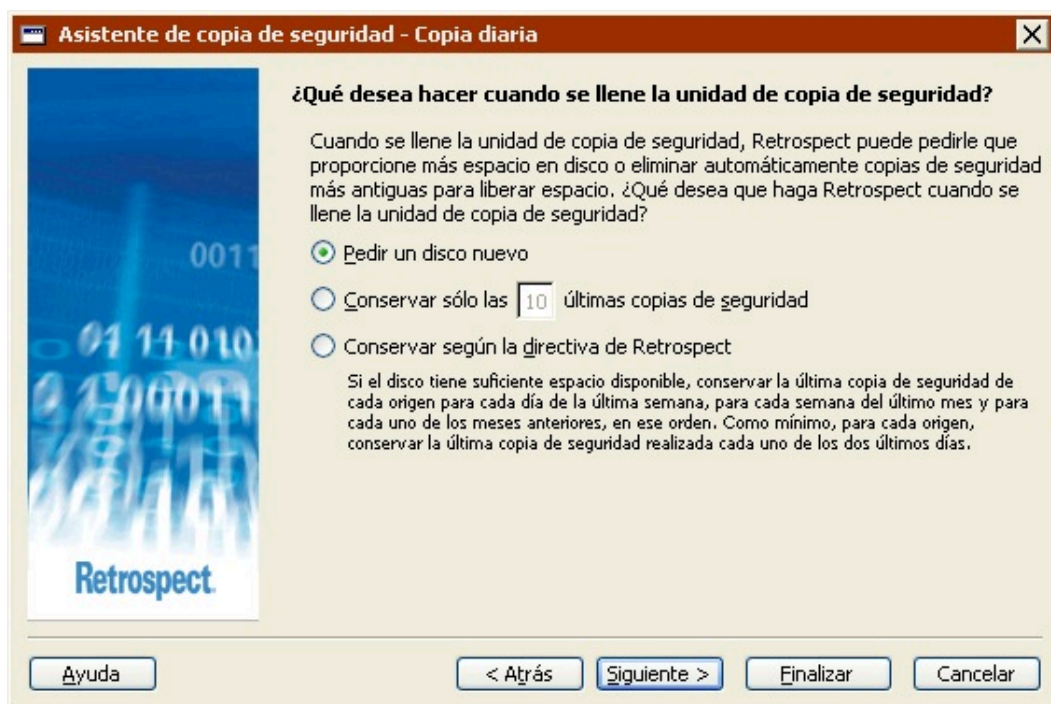 Asistente de copia de seguridad - Copia diaria
¿Qué desea hacer cuando se llene la unidad de copia de seguridad?
Cuando se llene la unidad de copia de seguridad, Retrospect puede pedirle que
proporcione más espacio en disco o eliminar automáticamente copias de seguridad
más antiguas para liberar espacio. ¿Qué desea que haga Retrospect cuando se
llene la unidad de copia de seguridad?
Pedir un disco nuevo
Conservar sólo las 10 últimas copias de seguridad
Conservar según la directiva de Retrospect
Si el disco tiene suficiente espacio disponible, conservar la última copia de seguridad de
cada origen para cada día de la última semana, para cada semana del último mes y para
cada uno de los meses anteriores, en ese orden. Como mínimo, para cada origen,
conservar la última copia de seguridad realizada cada uno de los dos últimos días.
0011
01 11 010
Retrospect.
Ayuda
< Atrás
Siguiente >
Finalizar
Cancelar